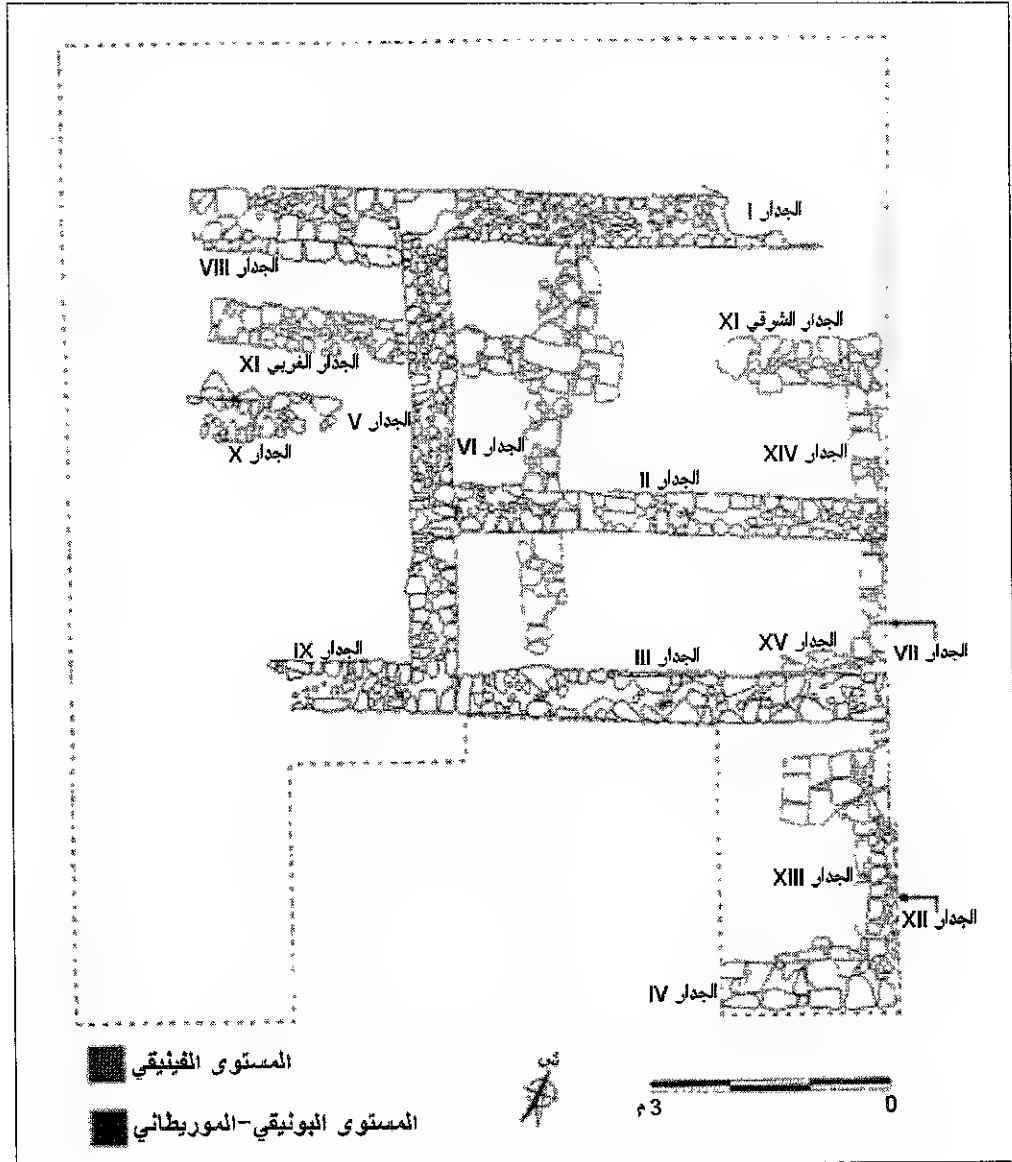 الجدار I
الجدار VIII
الجدار الشرقي XI
الجدار الغربي XI
الجدار V
الجدار VI
الجدار X
الجدار XIV
الجدار II
الجدار XV
الجدار III
الجدار IX
الجدار VII
الجدار XIII
الجدار XII
الجدار IV
المستوى الفينيقي
المستوى البونيقي-الموريطاني
ش
0
3 م